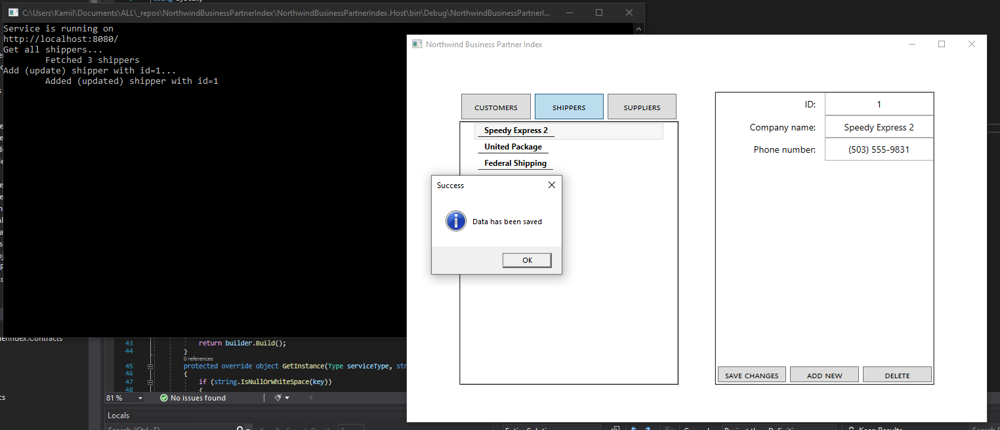 C:\Users\Kamil\Documents\ALL\_repos\NorthwindBusinessPartnerIndex\NorthwindBusinessPartnerIndex.Host\bin\Debug\NorthwindBusinessPartnerI...
Service is running on
http://localhost:8080/
Get all shippers...
Fetched 3 shippers
Add (update) shipper with id=1...
Added (updated) shipper with id=1
Northwind Business Partner Index
CUSTOMERS SHIPPERS SUPPLIERS
Speedy Express 2
United Package
Federal Shipping
ID: 1
Company name: Speedy Express 2
Phone number: (503) 555-9831
Success
Data has been saved
OK
SAVE CHANGES ADD NEW DELETE
43 return builder.Build();
44 }
0 references
45 protected override object GetInstance(Type serviceType, str
46 {
47 if (string.IsNullOrWhiteSpace(key))
48 {
81 % No issues found
Locals